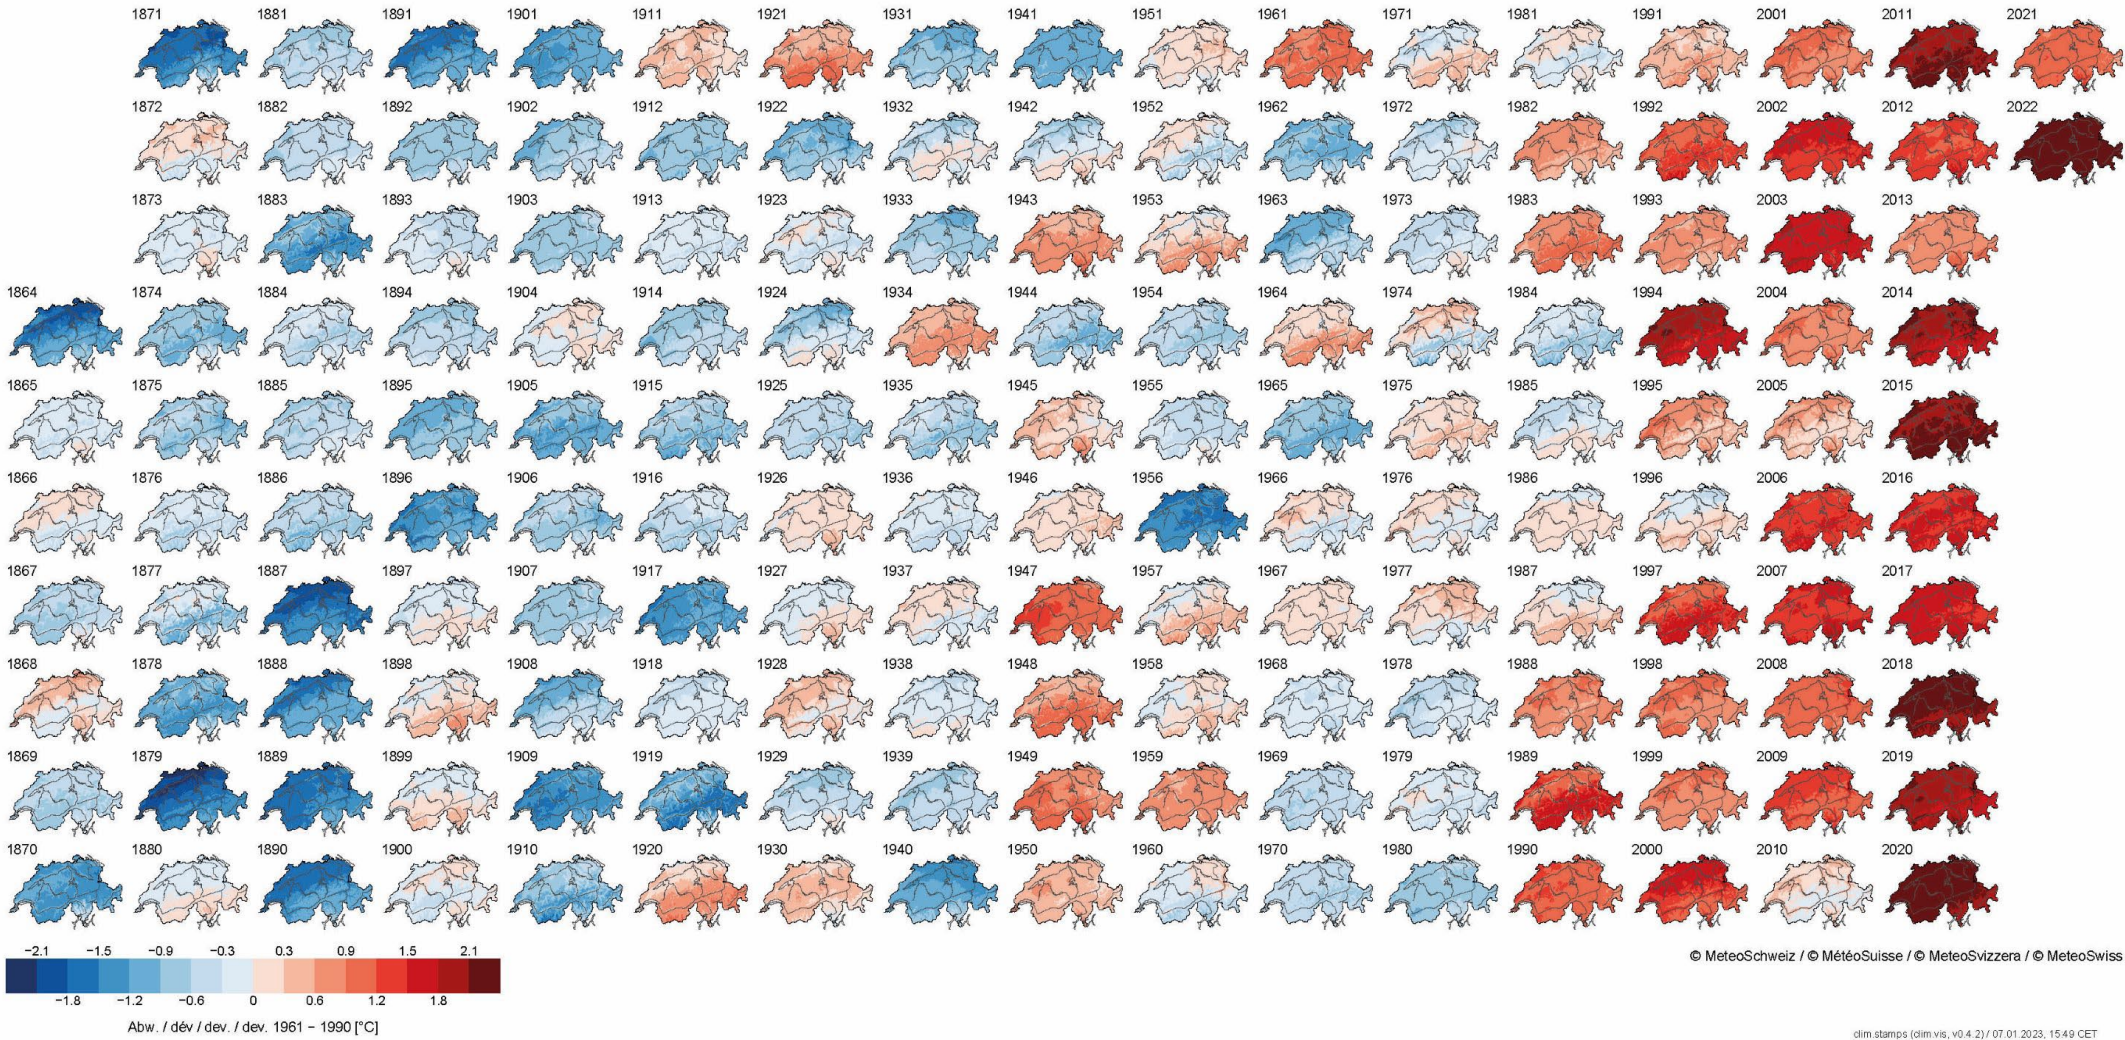 1871 1881 1891 1901 1911 1921 1931 1941 1951 1961 1971 1981 1991 2001 2011 2021
1872 1882 1892 1902 1912 1922 1932 1942 1952 1962 1972 1982 1992 2002 2012 2022
1873 1883 1893 1903 1913 1923 1933 1943 1953 1963 1973 1983 1993 2003 2013
1864 1874 1884 1894 1904 1914 1924 1934 1944 1954 1964 1974 1984 1994 2004 2014
1865 1875 1885 1895 1905 1915 1925 1935 1945 1955 1965 1975 1985 1995 2005 2015
1866 1876 1886 1896 1906 1916 1926 1936 1946 1956 1966 1976 1986 1996 2006 2016
1867 1877 1887 1897 1907 1917 1927 1937 1947 1957 1967 1977 1987 1997 2007 2017
1868 1878 1888 1898 1908 1918 1928 1938 1948 1958 1968 1978 1988 1998 2008 2018
1869 1879 1889 1899 1909 1919 1929 1939 1949 1959 1969 1979 1989 1999 2009 2019
1870 1880 1890 1900 1910 1920 1930 1940 1950 1960 1970 1980 1990 2000 2010 2020
−2.1 −1.5 −0.9 −0.3 0.3 0.9 1.5 2.1
© MeteoSchweiz / © MétéoSuisse / © MeteoSvizzera / © MeteoSwiss
−1.8 −1.2 −0.6 0 0.6 1.2 1.8
Abw. / dév / dev. / dev. 1961 − 1990 [°C]
clim.stamps (clim.vis, v0.4.2) / 07.01.2023, 15:49 CET